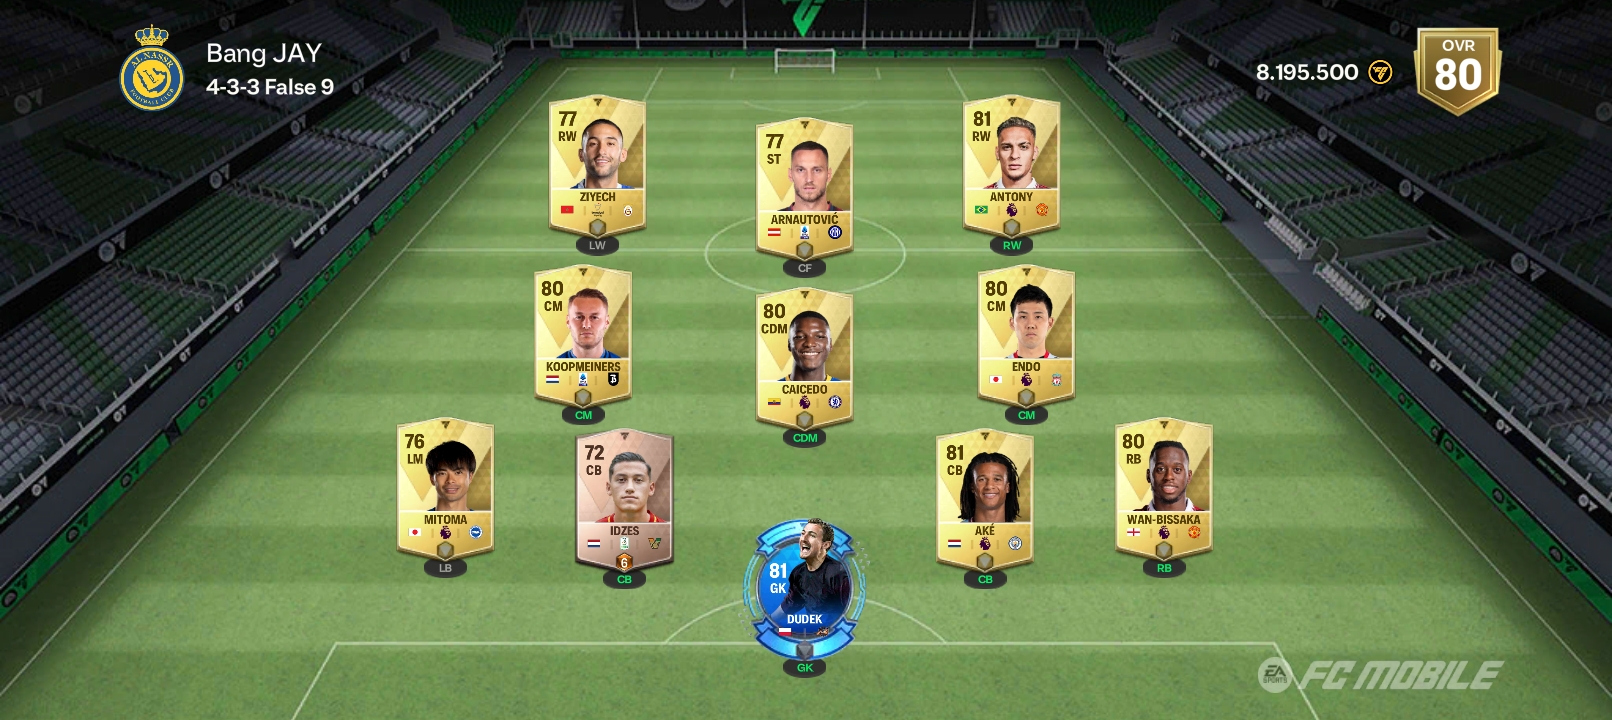 AL NASSR
FOOTBALL CLUB
Bang JAY
4-3-3 False 9
8.195.500
OVR
80
77
RW
ZIYECH
LW
77
ST
ARNAUTOVIĆ
CF
81
RW
ANTONY
RW
80
CM
KOOPMEINERS
CM
80
CDM
CAICEDO
CDM
80
CM
ENDO
CM
76
LM
MITOMA
LB
72
CB
IDZES
6
CB
81
GK
DUDEK
GK
81
CB
AKÉ
CB
80
RB
WAN-BISSAKA
RB
EA
SPORTS
FC MOBILE